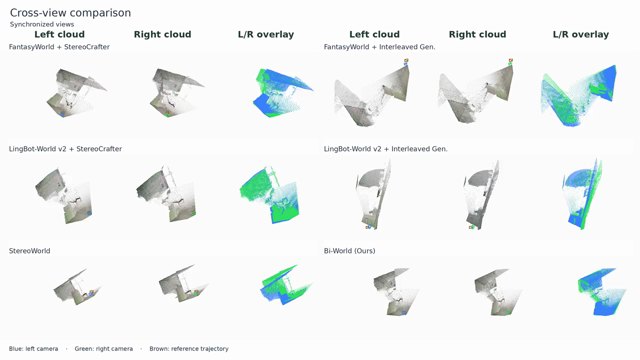 Cross-view comparison
Synchronized views
Left cloud Right cloud L/R overlay Left cloud Right cloud L/R overlay
FantasyWorld + StereoCrafter FantasyWorld + Interleaved Gen.
LingBot-World v2 + StereoCrafter LingBot-World v2 + Interleaved Gen.
StereoWorld Bi-World (Ours)
Blue: left camera · Green: right camera · Brown: reference trajectory